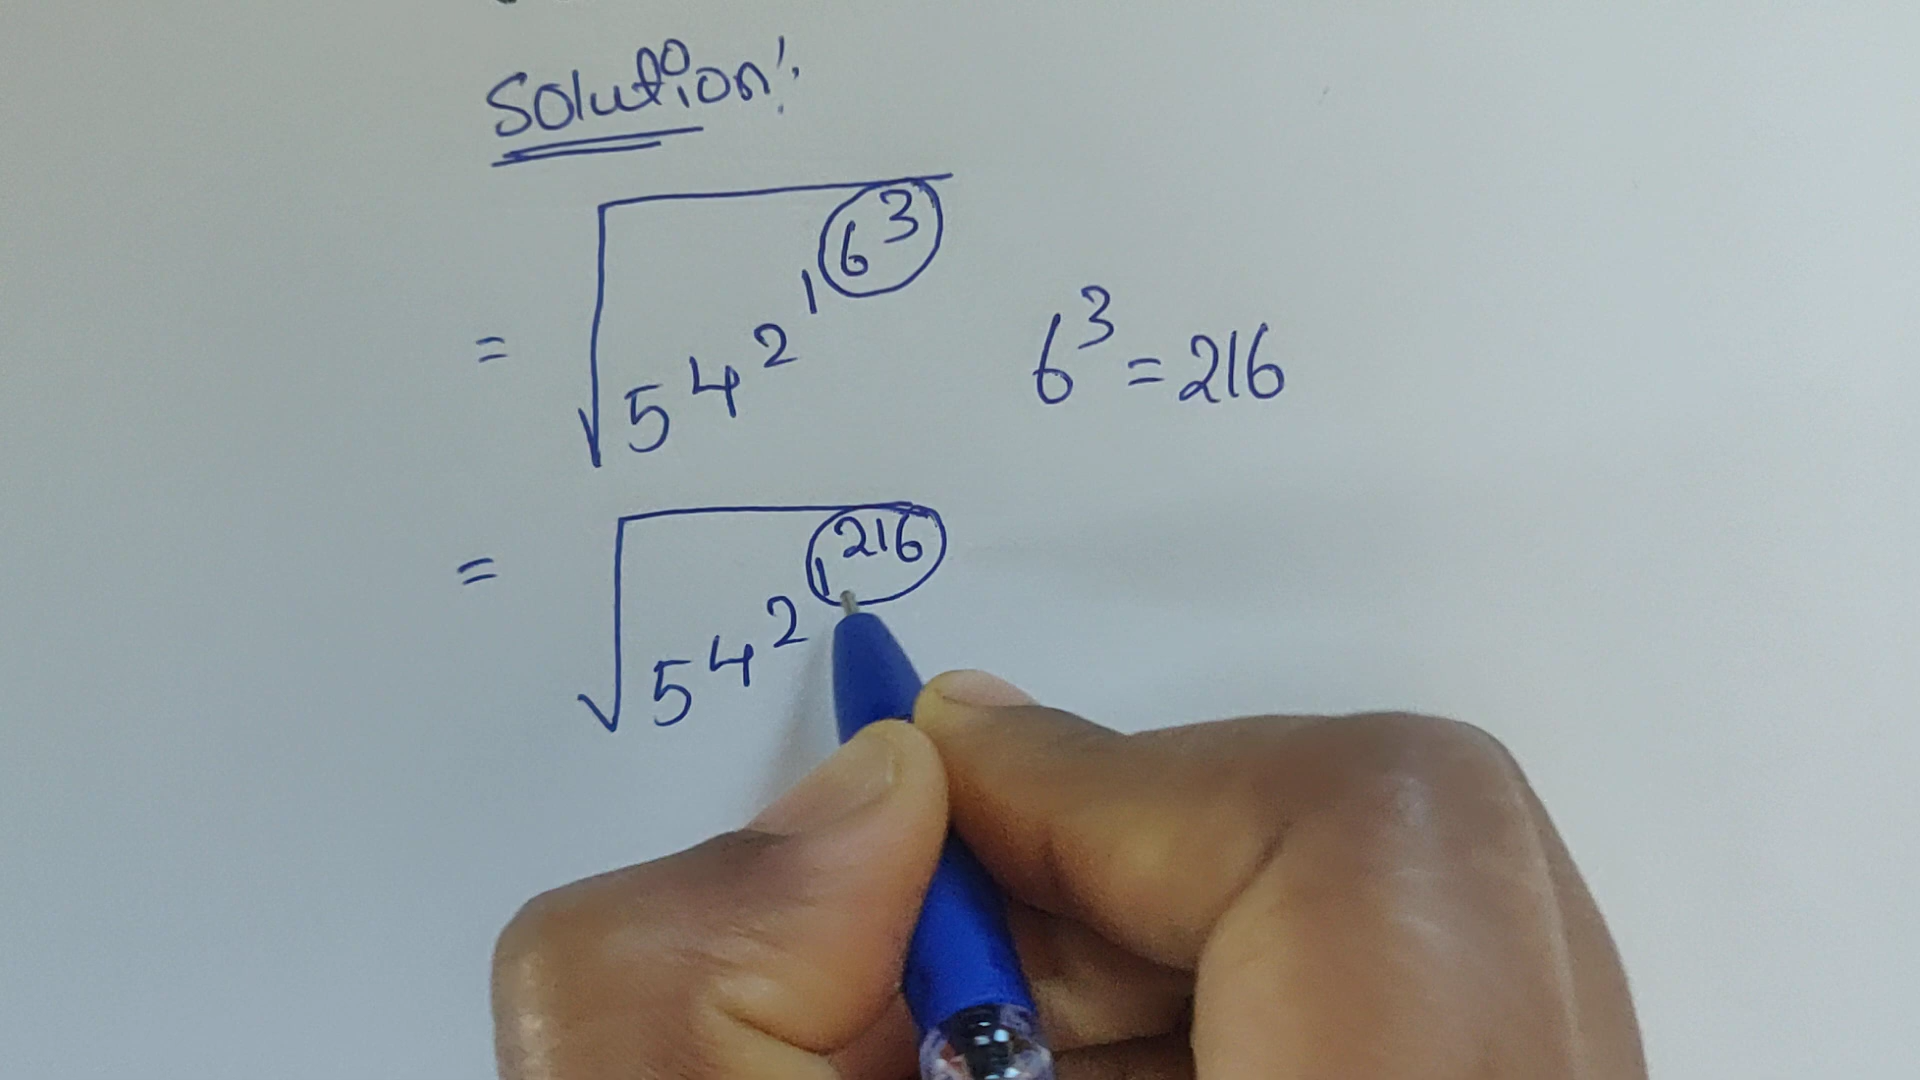 Solution:
= √5^4^2^1^6^3
6^3 = 216
= √5^4^2^1^216